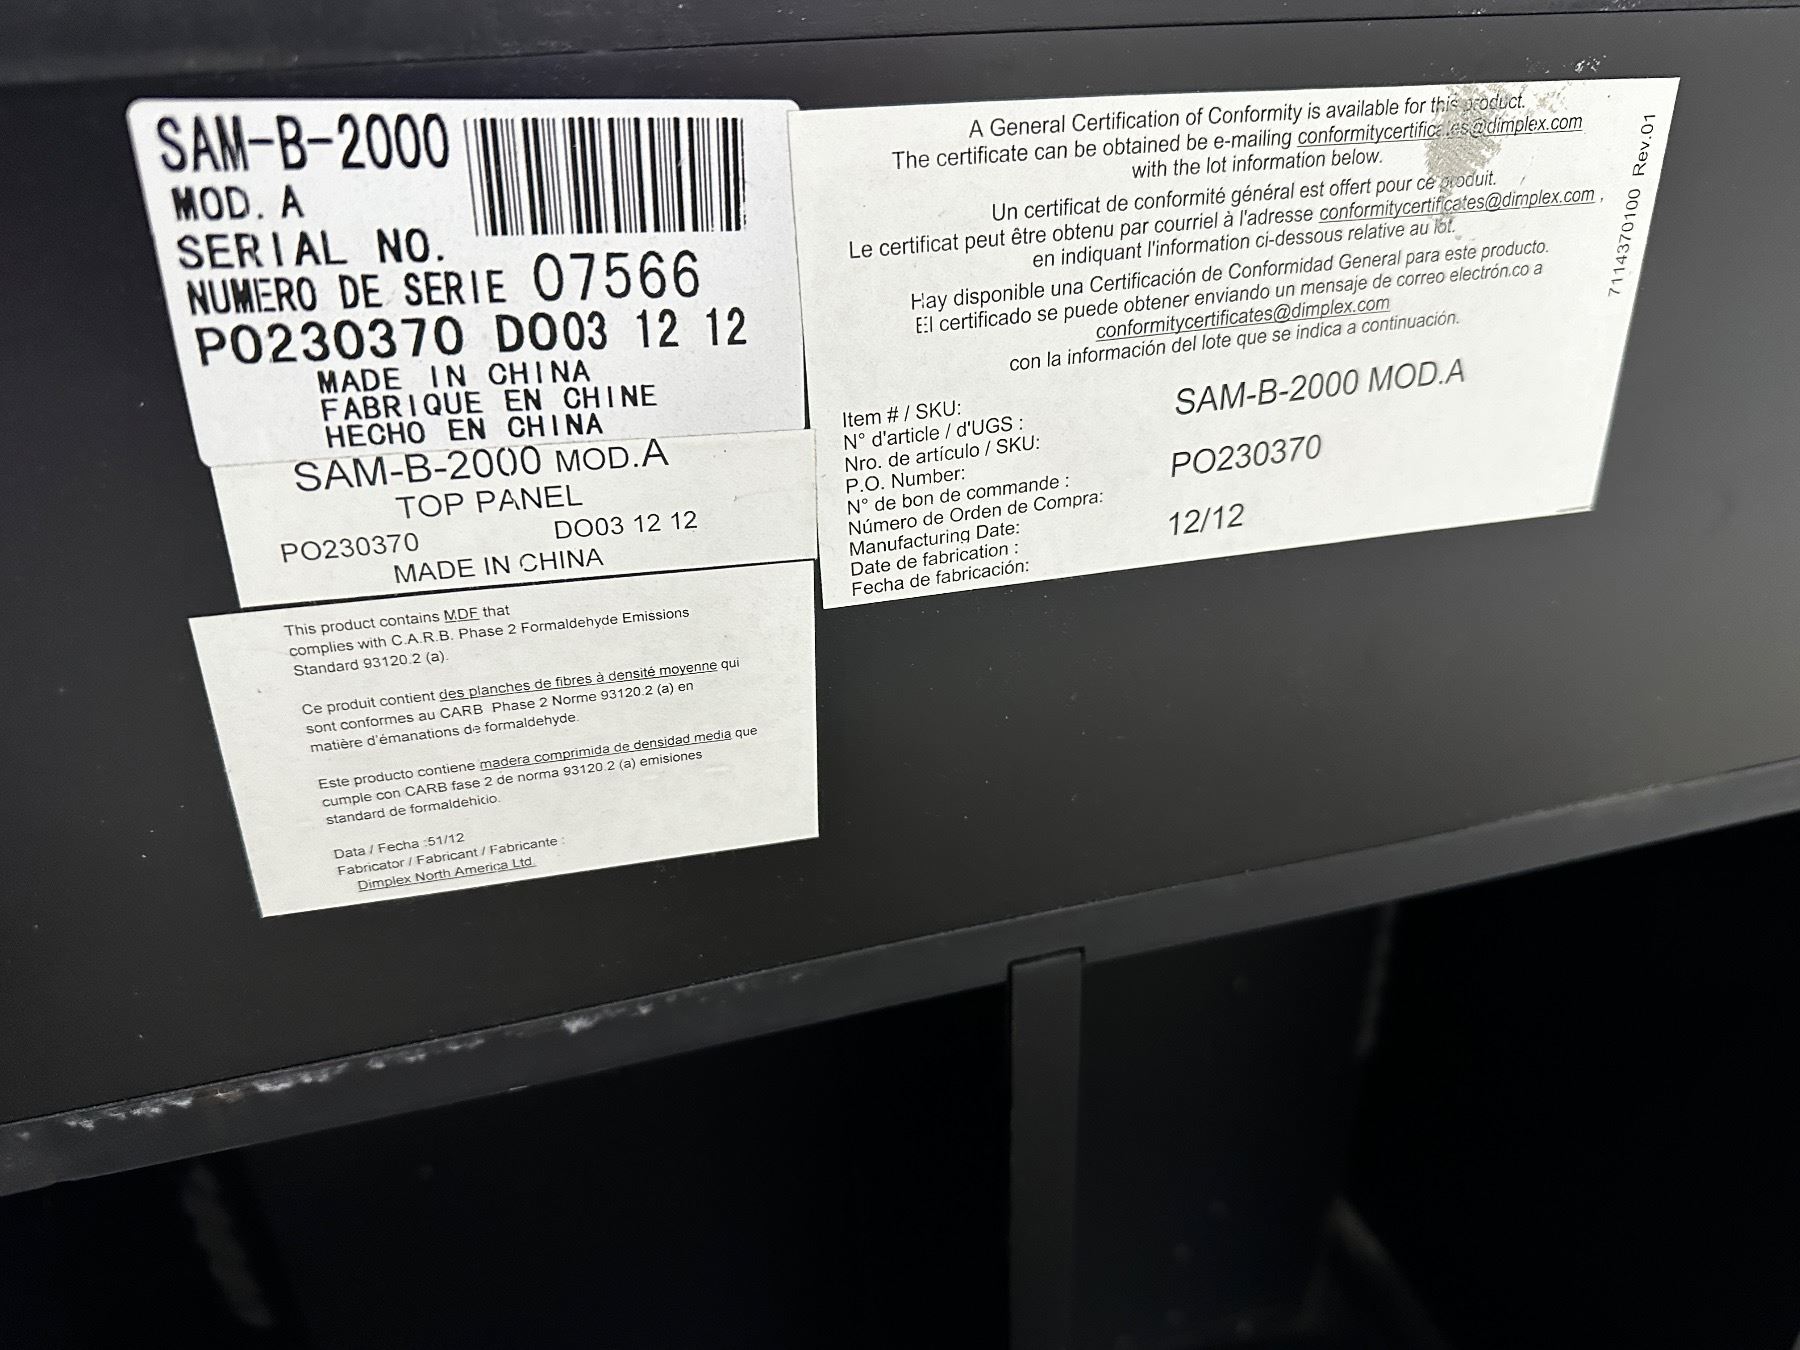 SAM-B-2000
MOD. A
SERIAL NO.
NUMERO DE SERIE 07566
PO230370 DO03 12 12
MADE IN CHINA
FABRIQUE EN CHINE
HECHO EN CHINA
SAM-B-2000 MOD.A
TOP PANEL
PO230370 DO03 12 12
MADE IN CHINA
This product contains MDF that
complies with C.A.R.B. Phase 2 Formaldehyde Emissions
Standard 93120.2 (a).
Ce produit contient des planches de fibres à densité moyenne qui
sont conformes au CARB Phase 2 Norme 93120.2 (a) en
matière d'émanations de formaldehyde.
Este producto contiene madera comprimida de densidad media que
cumple con CARB fase 2 de norma 93120.2 (a) emisiones
standard de formaldehicio.
Data / Fecha :51/12
Fabricator / Fabricant / Fabricante :
Dimplex North America Ltd.
A General Certification of Conformity is available for this product.
The certificate can be obtained be e-mailing conformitycertificates@dimplex.com
with the lot information below.
Un certificat de conformité général est offert pour ce produit.
Le certificat peut être obtenu par courriel à l'adresse conformitycertificates@dimplex.com ,
en indiquant l'information ci-dessous relative au lot.
Hay disponible una Certificación de Conformidad General para este producto.
El certificado se puede obtener enviando un mensaje de correo electrónico a
conformitycertificates@dimplex.com
con la información del lote que se indica a continuación.
Item # / SKU:
N° d'article / d'UGS : SAM-B-2000 MOD.A
Nro. de artículo / SKU:
P.O. Number:
N° de bon de commande : PO230370
Número de Orden de Compra:
Manufacturing Date:
Date de fabrication : 12/12
Fecha de fabricación:
7114370100 Rev.01